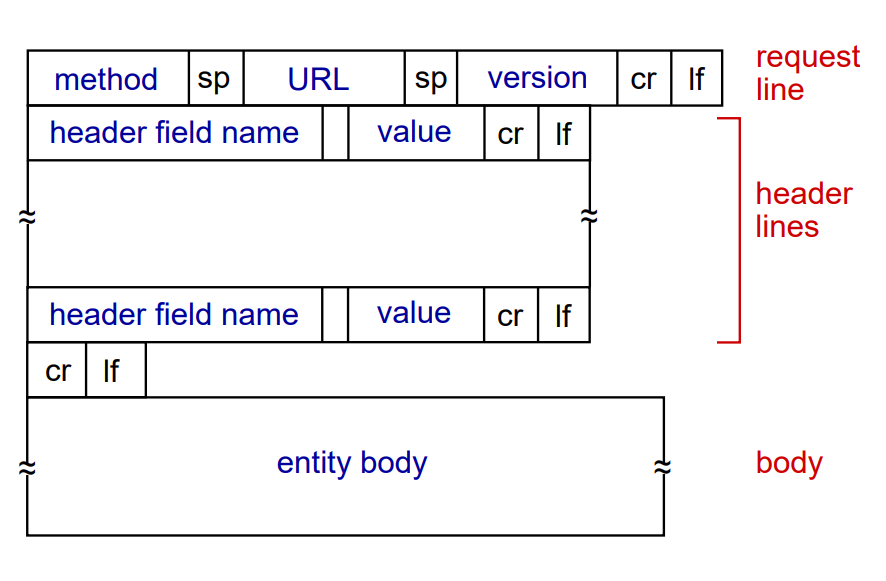 method sp URL sp version cr lf
request
line
header field name value cr lf
header
lines
≈ ≈
header field name value cr lf
cr lf
≈ entity body ≈
body